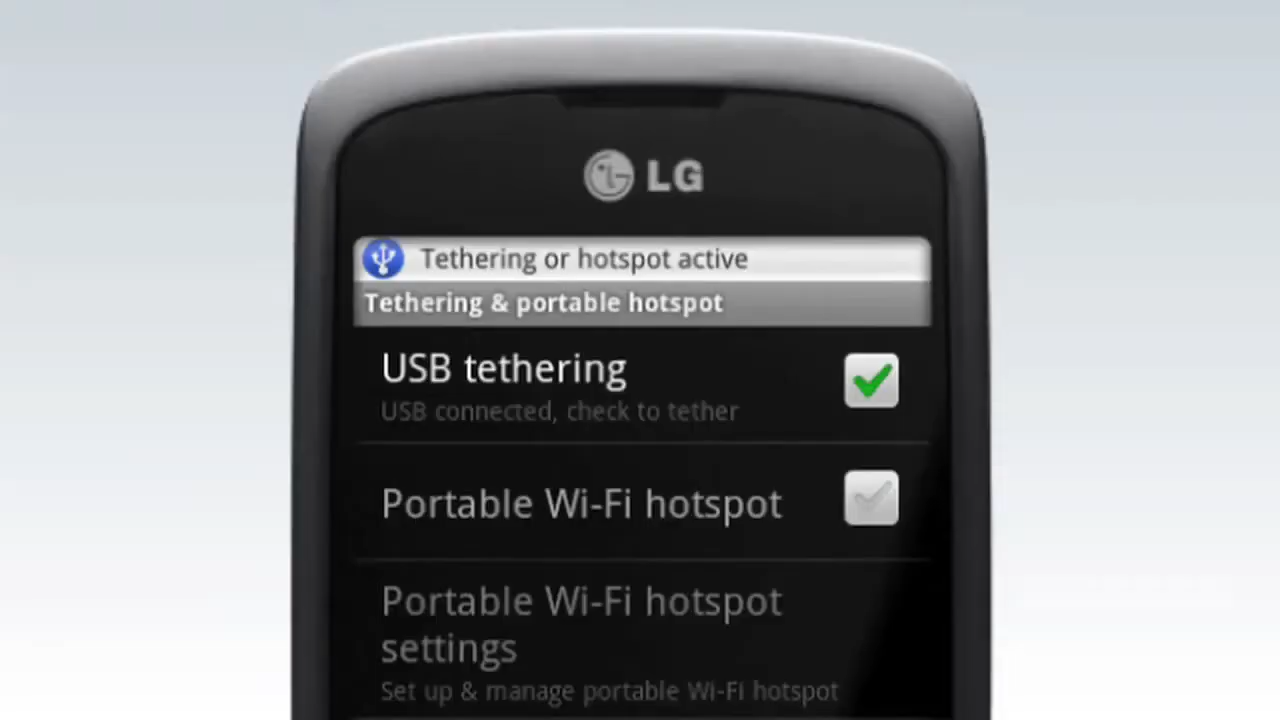 LG
Tethering or hotspot active
Tethering & portable hotspot
USB tethering
USB connected, check to tether
Portable Wi-Fi hotspot
Portable Wi-Fi hotspot
settings
Set up & manage portable Wi-Fi hotspot